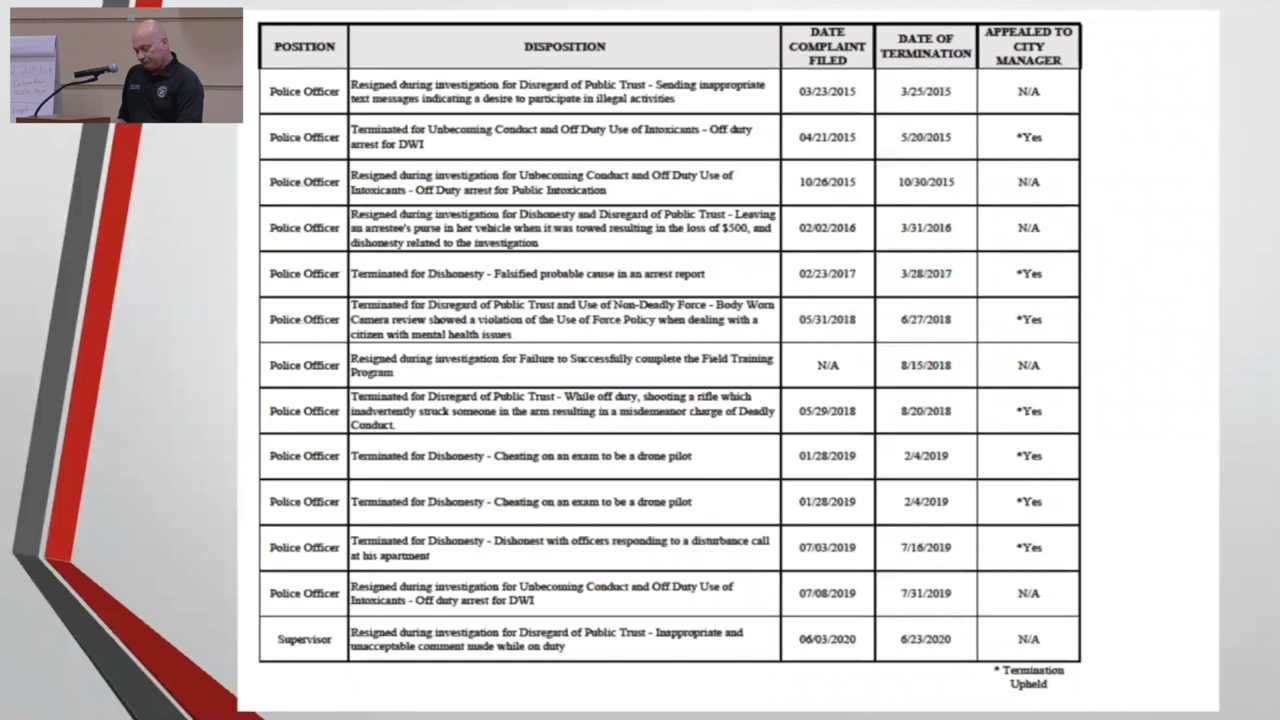 POSITION
DISPOSITION
DATE
COMPLAINT
FILED
DATE OF
TERMINATION
APPEALED TO
CITY
MANAGER
Police Officer
Resigned during investigation for Disregard of Public Trust - Sending inappropriate
text messages indicating a desire to participate in illegal activities
03/23/2015
3/25/2015
N/A
Police Officer
Terminated for Unbecoming Conduct and Off Duty Use of Intoxicants - Off duty
arrest for DWI
04/21/2015
5/20/2015
*Yes
Police Officer
Resigned during investigation for Unbecoming Conduct and Off Duty Use of
Intoxicants - Off Duty arrest for Public Intoxication
10/26/2015
10/30/2015
N/A
Police Officer
Resigned during investigation for Dishonesty and Disregard of Public Trust - Leaving
an arrestee's purse in her vehicle when it was towed resulting in the loss of $500, and
dishonesty related to the investigation
02/02/2016
3/31/2016
N/A
Police Officer
Terminated for Dishonesty - Falsified probable cause in an arrest report
02/23/2017
3/28/2017
*Yes
Police Officer
Terminated for Disregard of Public Trust and Use of Non-Deadly Force - Body Worn
Camera review showed a violation of the Use of Force Policy when dealing with a
citizen with mental health issues
05/31/2018
6/27/2018
*Yes
Police Officer
Resigned during investigation for Failure to Successfully complete the Field Training
Program
N/A
8/15/2018
N/A
Police Officer
Terminated for Disregard of Public Trust - While off duty, shooting a rifle which
inadvertently struck someone in the arm resulting in a misdemeanor charge of Deadly
Conduct.
05/29/2018
8/20/2018
*Yes
Police Officer
Terminated for Dishonesty - Cheating on an exam to be a drone pilot
01/28/2019
2/4/2019
*Yes
Police Officer
Terminated for Dishonesty - Cheating on an exam to be a drone pilot
01/28/2019
2/4/2019
*Yes
Police Officer
Terminated for Dishonesty - Dishonest with officers responding to a disturbance call
at his apartment
07/03/2019
7/16/2019
*Yes
Police Officer
Resigned during investigation for Unbecoming Conduct and Off Duty Use of
Intoxicants - Off duty arrest for DWI
07/08/2019
7/31/2019
N/A
Supervisor
Resigned during investigation for Disregard of Public Trust - Inappropriate and
unacceptable comment made while on duty
06/03/2020
6/23/2020
N/A
* Termination
Upheld